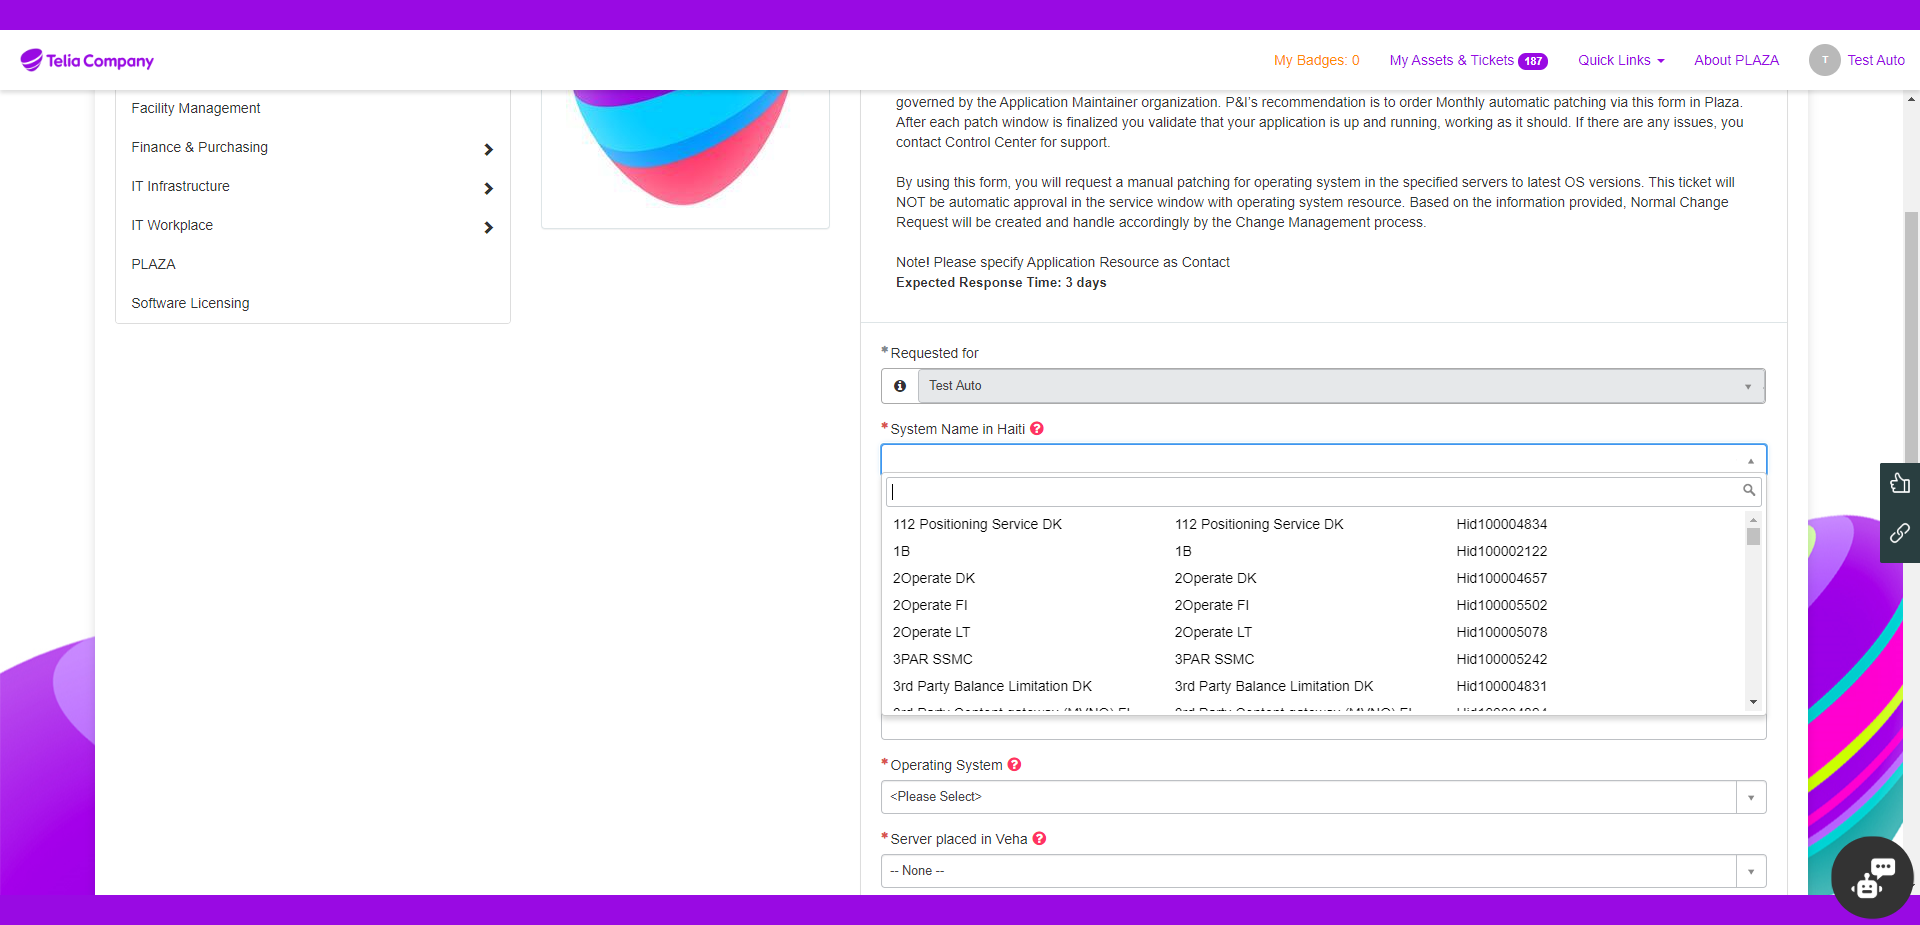 Telia Company
My Badges: 0
My Assets & Tickets 187
Quick Links
About PLAZA
T
Test Auto
Facility Management
Finance & Purchasing
IT Infrastructure
IT Workplace
PLAZA
Software Licensing
governed by the Application Maintainer organization. P&I's recommendation is to order Monthly automatic patching via this form in Plaza.
After each patch window is finalized you validate that your application is up and running, working as it should. If there are any issues, you
contact Control Center for support.
By using this form, you will request a manual patching for operating system in the specified servers to latest OS versions. This ticket will
NOT be automatic approval in the service window with operating system resource. Based on the information provided, Normal Change
Request will be created and handle accordingly by the Change Management process.
Note! Please specify Application Resource as Contact
Expected Response Time: 3 days
*Requested for
Test Auto
*System Name in Haiti
112 Positioning Service DK 112 Positioning Service DK Hid100004834
1B 1B Hid100002122
2Operate DK 2Operate DK Hid100004657
2Operate FI 2Operate FI Hid100005502
2Operate LT 2Operate LT Hid100005078
3PAR SSMC 3PAR SSMC Hid100005242
3rd Party Balance Limitation DK 3rd Party Balance Limitation DK Hid100004831
*Operating System
<Please Select>
*Server placed in Veha
-- None --